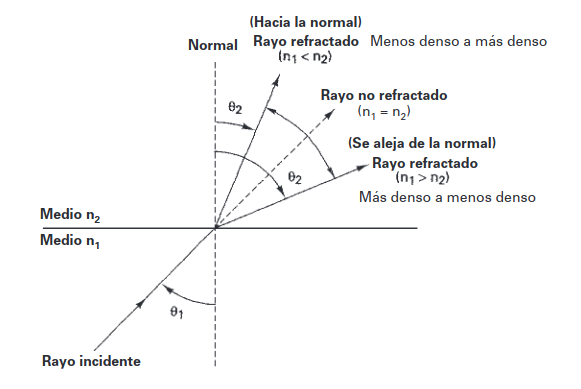 (Hacia la normal)
Normal Rayo refractado Menos denso a más denso
(n₁ < n₂)
θ₂
Rayo no refractado
(n₁ = n₂)
(Se aleja de la normal)
Rayo refractado
θ₂ (n₁ > n₂)
Más denso a menos denso
Medio n₂
Medio n₁
θ₁
Rayo incidente